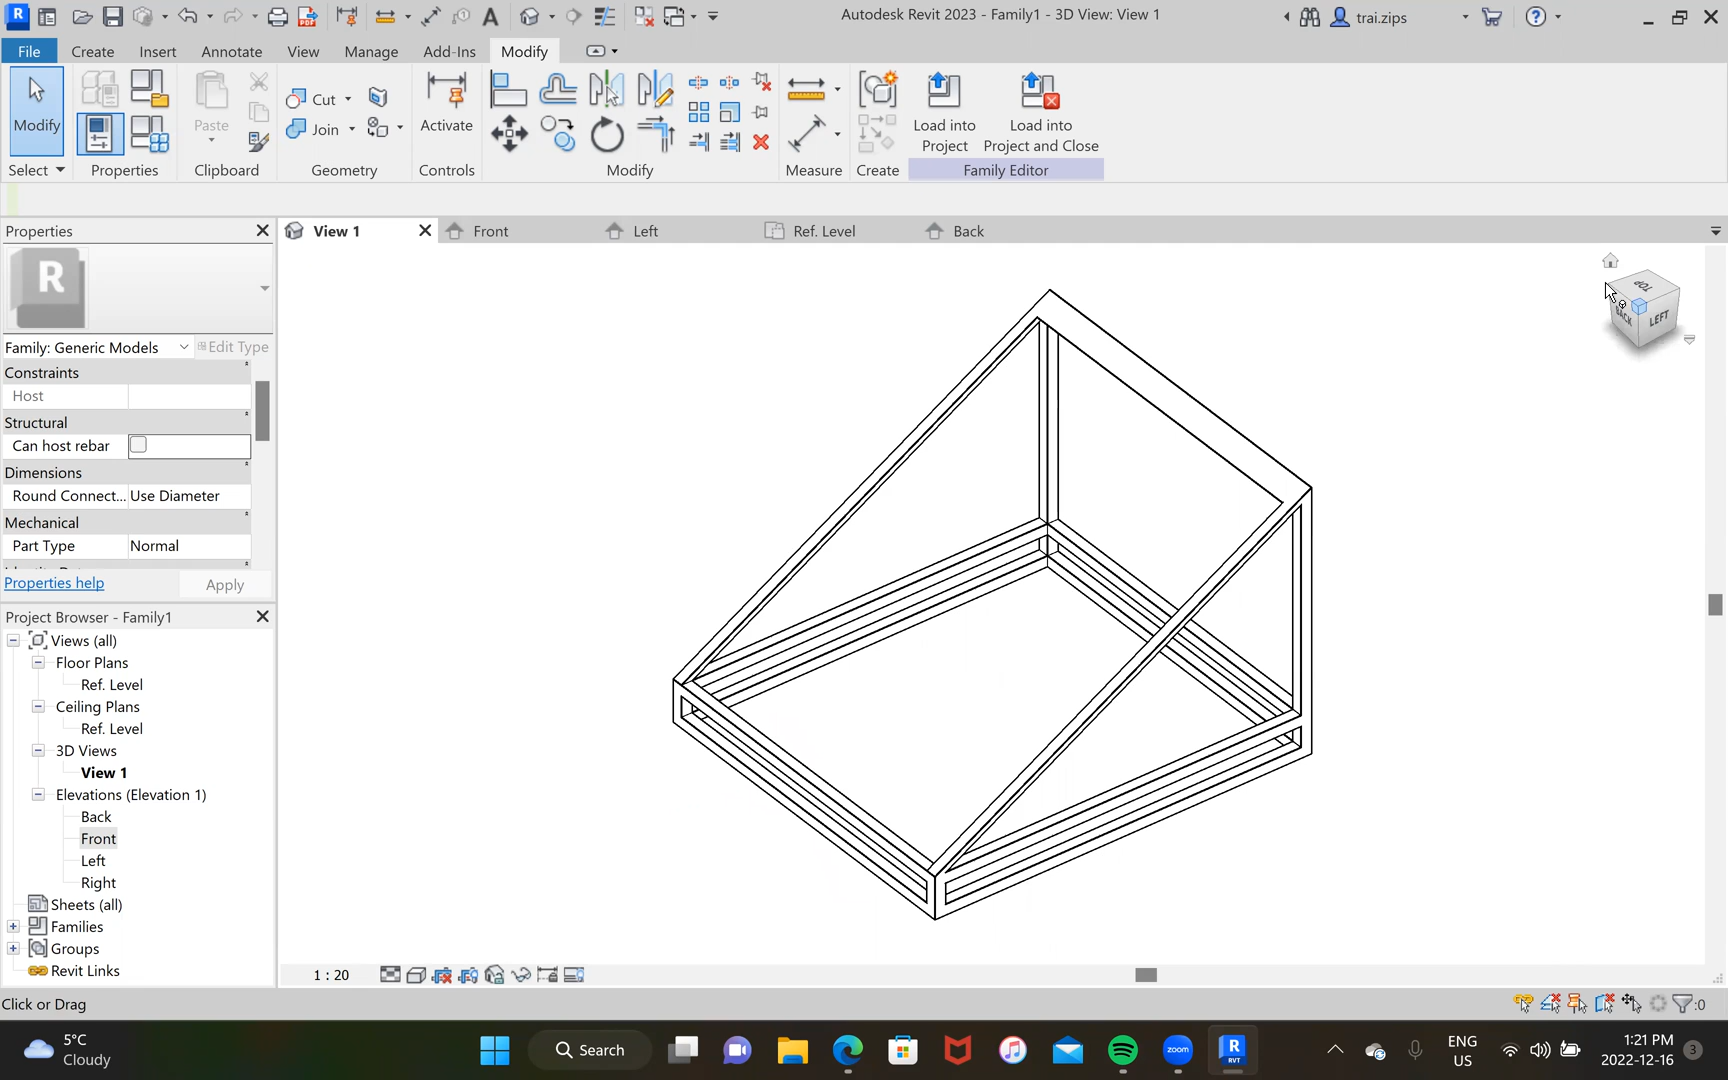 R
Autodesk Revit 2023 - Family1 - 3D View: View 1
trai.zips
File Create Insert Annotate View Manage Add-Ins Modify
Modify
Paste
Cut
Join
Activate
Load into
Project
Load into
Project and Close
Select Properties Clipboard Geometry Controls Modify Measure Create Family Editor
Properties
View 1 Front Left Ref. Level Back
R
Family: Generic Models Edit Type
Constraints
Host
Structural
Can host rebar
Dimensions
Round Connect... Use Diameter
Mechanical
Part Type Normal
Properties help Apply
TOP
BACK LEFT
Project Browser - Family1
Views (all)
Floor Plans
Ref. Level
Ceiling Plans
Ref. Level
3D Views
View 1
Elevations (Elevation 1)
Back
Front
Left
Right
Sheets (all)
Families
Groups
Revit Links
1 : 20
Click or Drag
:0
5°C
Cloudy
Search
zoom
R
RVT
ENG
US
1:21 PM
2022-12-16
3